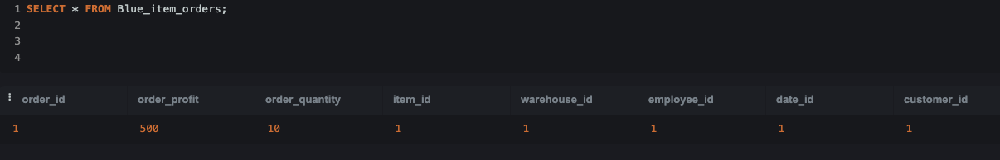 1 SELECT * FROM Blue_item_orders;
2
3
4
order_id order_profit order_quantity item_id warehouse_id employee_id date_id customer_id
1 500 10 1 1 1 1 1